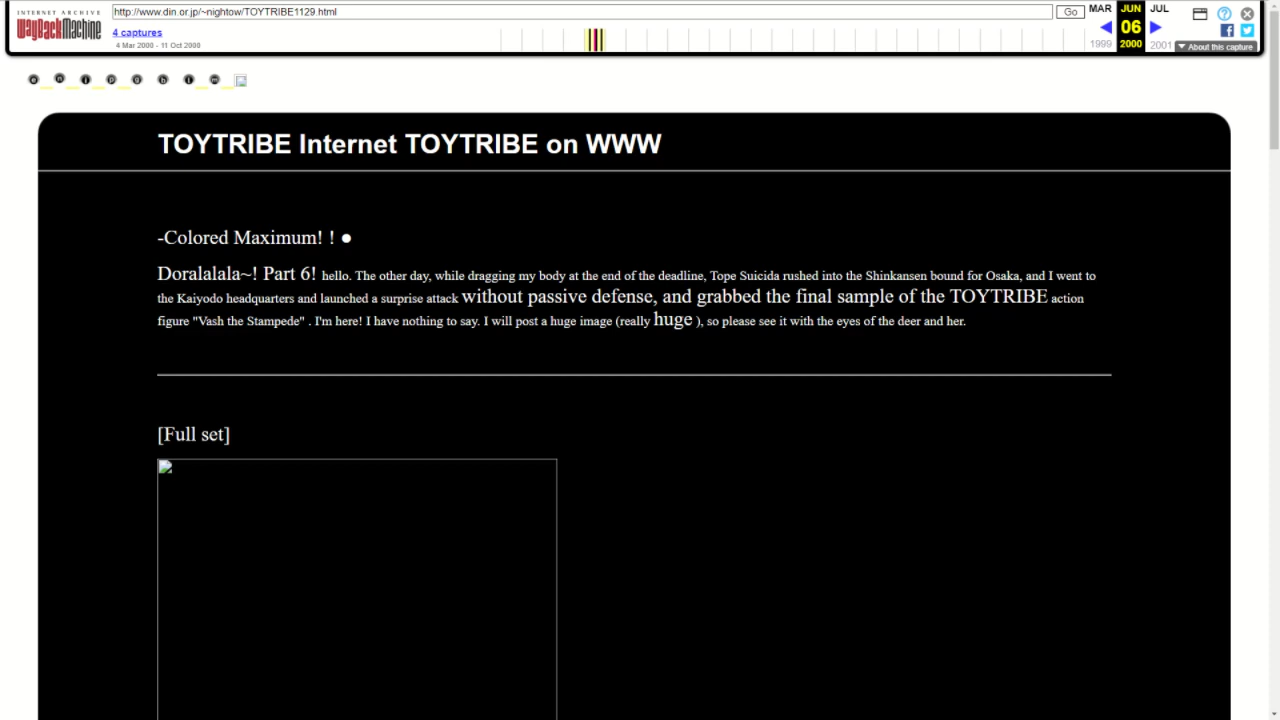 INTERNET ARCHIVE
WayBackMachine
http://www.din.or.jp/~nightow/TOYTRIBE1129.html
Go
MAR
JUN
JUL
4 captures
06
4 Mar 2000 - 11 Oct 2000
1999
2000
2001
About this capture
e n i p g b i m
TOYTRIBE Internet TOYTRIBE on WWW
-Colored Maximum! ! ●
Doralalala~! Part 6! hello. The other day, while dragging my body at the end of the deadline, Tope Suicida rushed into the Shinkansen bound for Osaka, and I went to
the Kaiyodo headquarters and launched a surprise attack without passive defense, and grabbed the final sample of the TOYTRIBE action
figure "Vash the Stampede" . I'm here! I have nothing to say. I will post a huge image (really huge ), so please see it with the eyes of the deer and her.
[Full set]